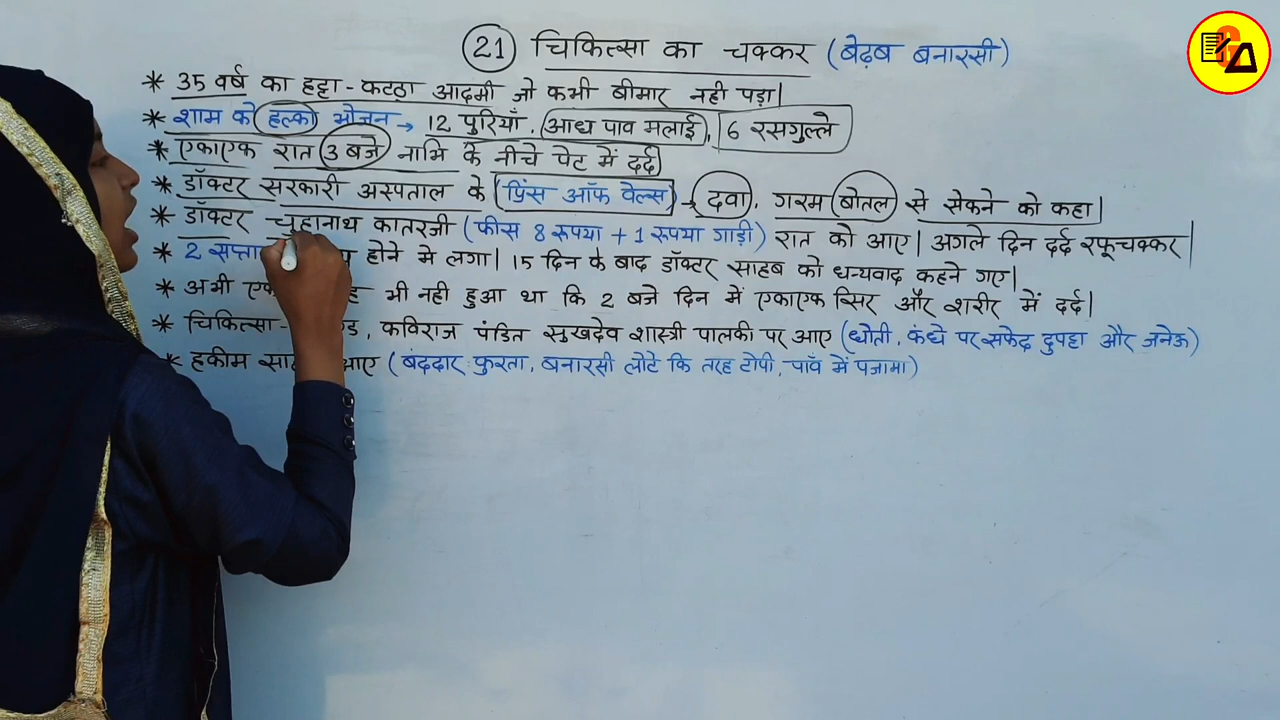 21 चिकित्सा का चक्कर (बेढ़ब बनारसी)
* 35 वर्ष का हट्टा-कट्ठा आदमी जो कभी बीमार नही पड़ा|
* शाम को हल्का भोजन → 12 पुरियाँ, आध पाव मलाई, 6 रसगुल्ले
* एकाएक रात 3 बजे नाभि के नीचे पेट में दर्द
* डॉक्टर सरकारी अस्पताल के (प्रिंस ऑफ वेल्स) → दवा, गरम बोतल से सेकने को कहा|
* डॉक्टर चूहानाथ कातरजी (फीस 8 रूपया + 1 रूपया गाड़ी) रात को आए| अगले दिन दर्द रफूचक्कर|
* 2 होने मे लगा| 15 दिन के बाद डॉक्टर साहब को धन्यवाद कहने गए|
* अभी भी नही हुआ था कि 2 बजे दिन में एकाएक सिर और शरीर में दर्द|
* चिकित्सा- कविराज पंडित सुखदेव शास्त्री पालकी पर आए (धोती, कंधे पर सफेद दुपट्टा और जनेऊ)
* हकीम आए (बंददार कुरता, बनारसी लोटे कि तरह टोपी, पाँव में पजामा)